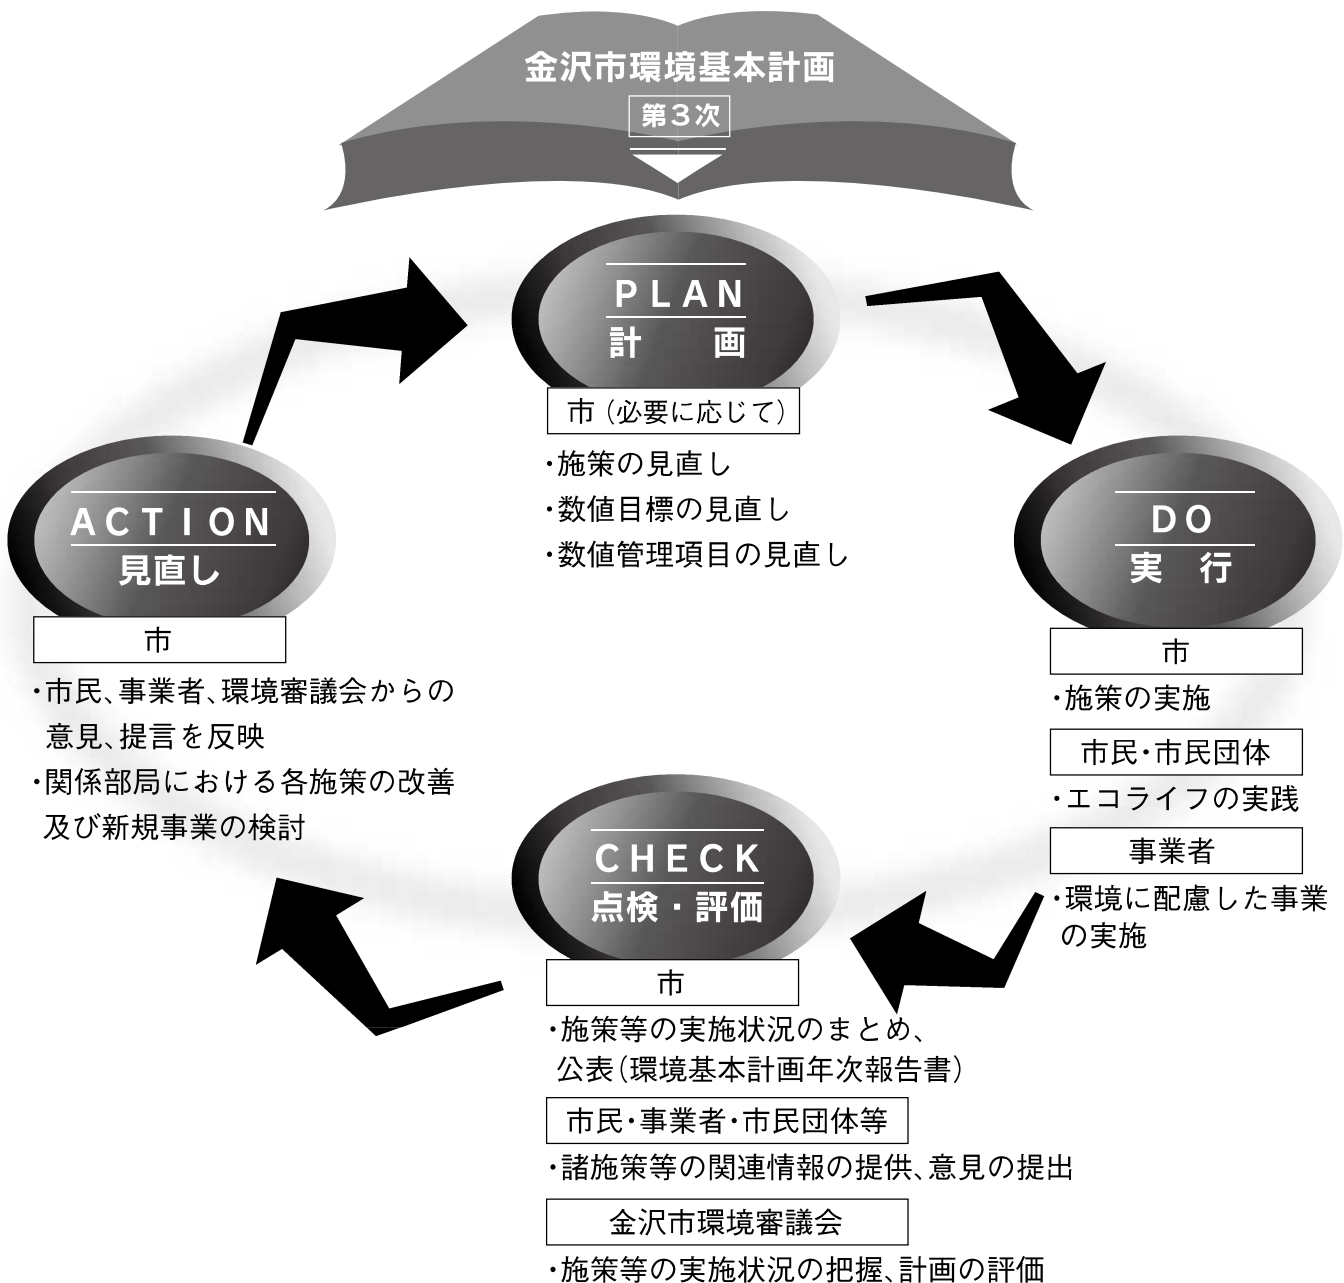 金沢市環境基本計画
第３次
PLAN
計　画
市（必要に応じて）
・施策の見直し
・数値目標の見直し
・数値管理項目の見直し
DO
実　行
市
・施策の実施
市民・市民団体
・エコライフの実践
事業者
・環境に配慮した事業
の実施
CHECK
点検・評価
市
・施策等の実施状況のまとめ、
公表（環境基本計画年次報告書）
市民・事業者・市民団体等
・諸施策等の関連情報の提供、意見の提出
金沢市環境審議会
・施策等の実施状況の把握、計画の評価
ACTION
見直し
市
・市民、事業者、環境審議会からの
意見、提言を反映
・関係部局における各施策の改善
及び新規事業の検討